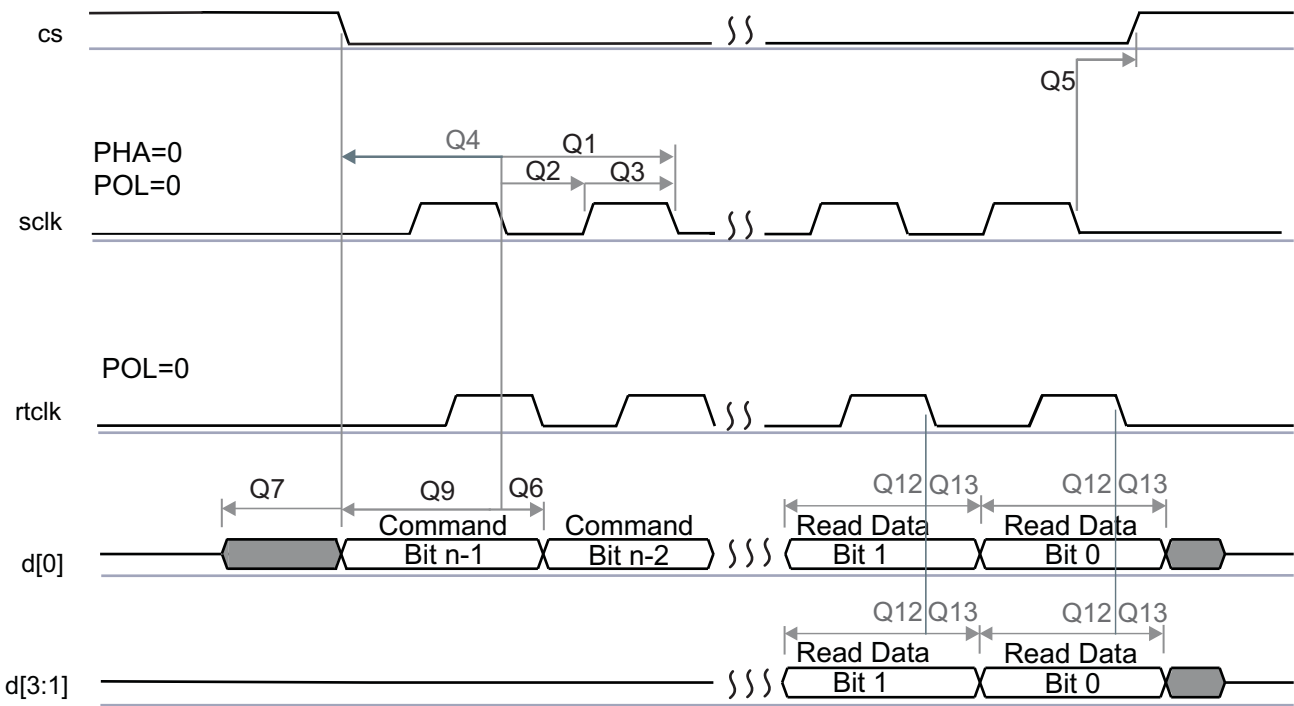 cs
Q5
PHA=0
POL=0
Q4 Q1
Q2 Q3
sclk
POL=0
rtclk
Q7 Q9 Q6 Q12 Q13 Q12 Q13
Command Command Read Data Read Data
d[0] Bit n-1 Bit n-2 Bit 1 Bit 0
Q12 Q13 Q12 Q13
Read Data Read Data
d[3:1] Bit 1 Bit 0